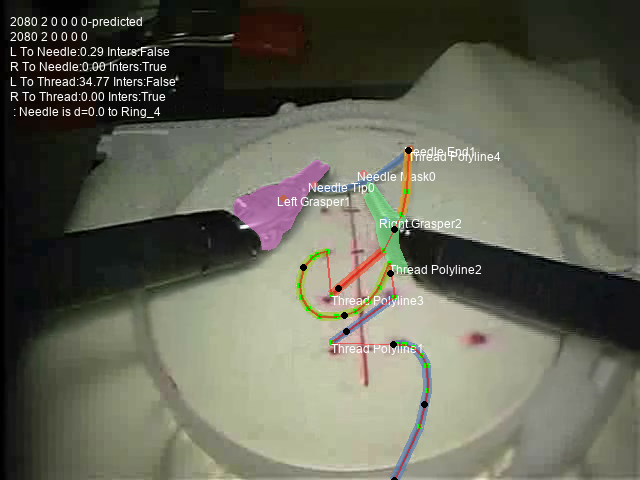 2080 2 0 0 0 0-predicted
2080 2 0 0 0 0
L To Needle:0.29 Inters:False
R To Needle:0.00 Inters:True
L To Thread:34.77 Inters:False
R To Thread:0.00 Inters:True
: Needle is d=0.0 to Ring_4
eedle End1
Thread Polyline4
Needle Mask0
Needle Tip0
Left Grasper1
Right Grasper2
Thread Polyline2
Thread Polyline3
Thread Polyline1